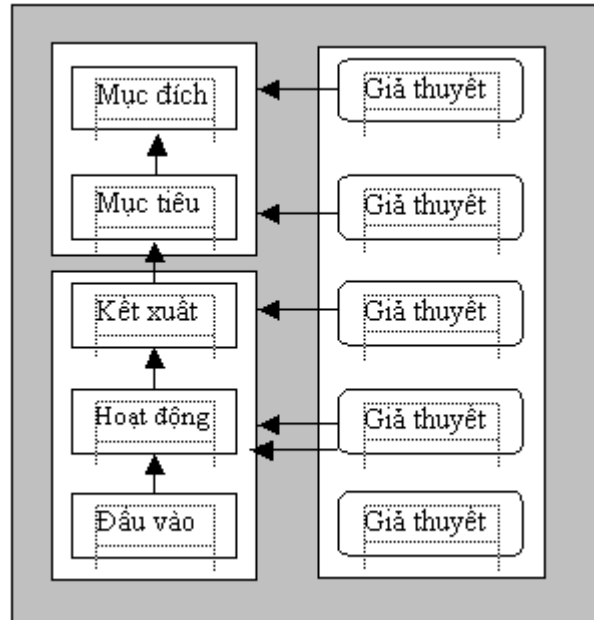 Mục đích
Giả thuyết
Mục tiêu
Giả thuyết
Kết xuất
Giả thuyết
Hoạt động
Giả thuyết
Đầu vào
Giả thuyết